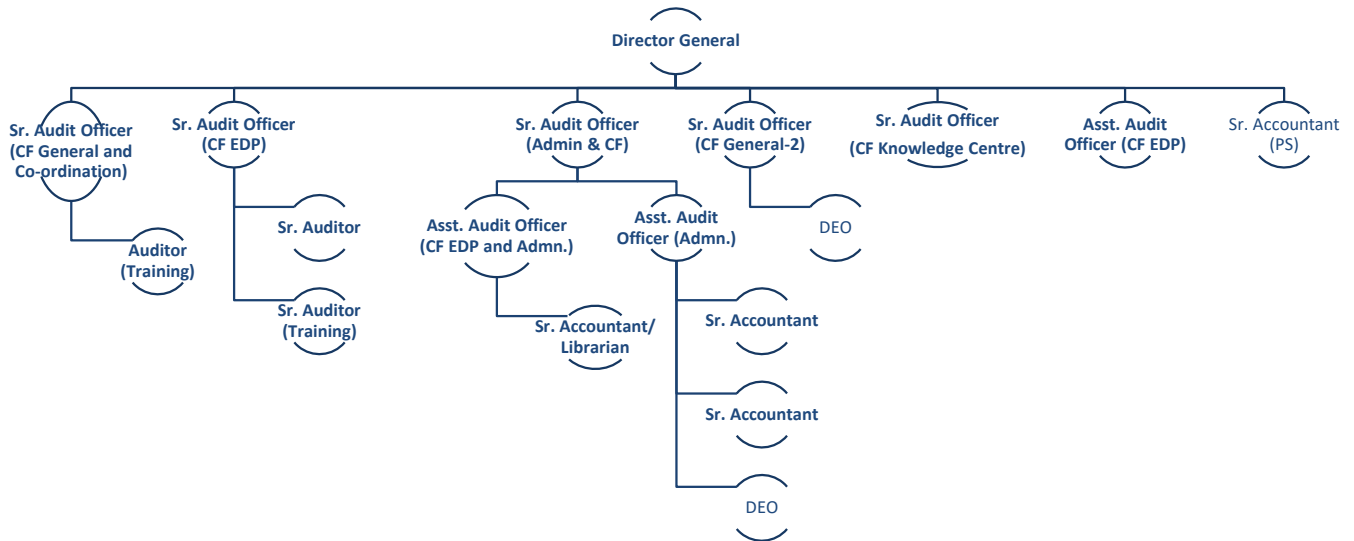 Director General
Sr. Audit Officer
(CF General and
Co-ordination)
Sr. Audit Officer
(CF EDP)
Sr. Audit Officer
(Admin & CF)
Sr. Audit Officer
(CF General-2)
Sr. Audit Officer
(CF Knowledge Centre)
Asst. Audit
Officer (CF EDP)
Sr. Accountant
(PS)
Auditor
(Training)
Sr. Auditor
Sr. Auditor
(Training)
Asst. Audit Officer
(CF EDP and Admn.)
Sr. Accountant/
Librarian
Asst. Audit
Officer (Admn.)
Sr. Accountant
Sr. Accountant
DEO
DEO